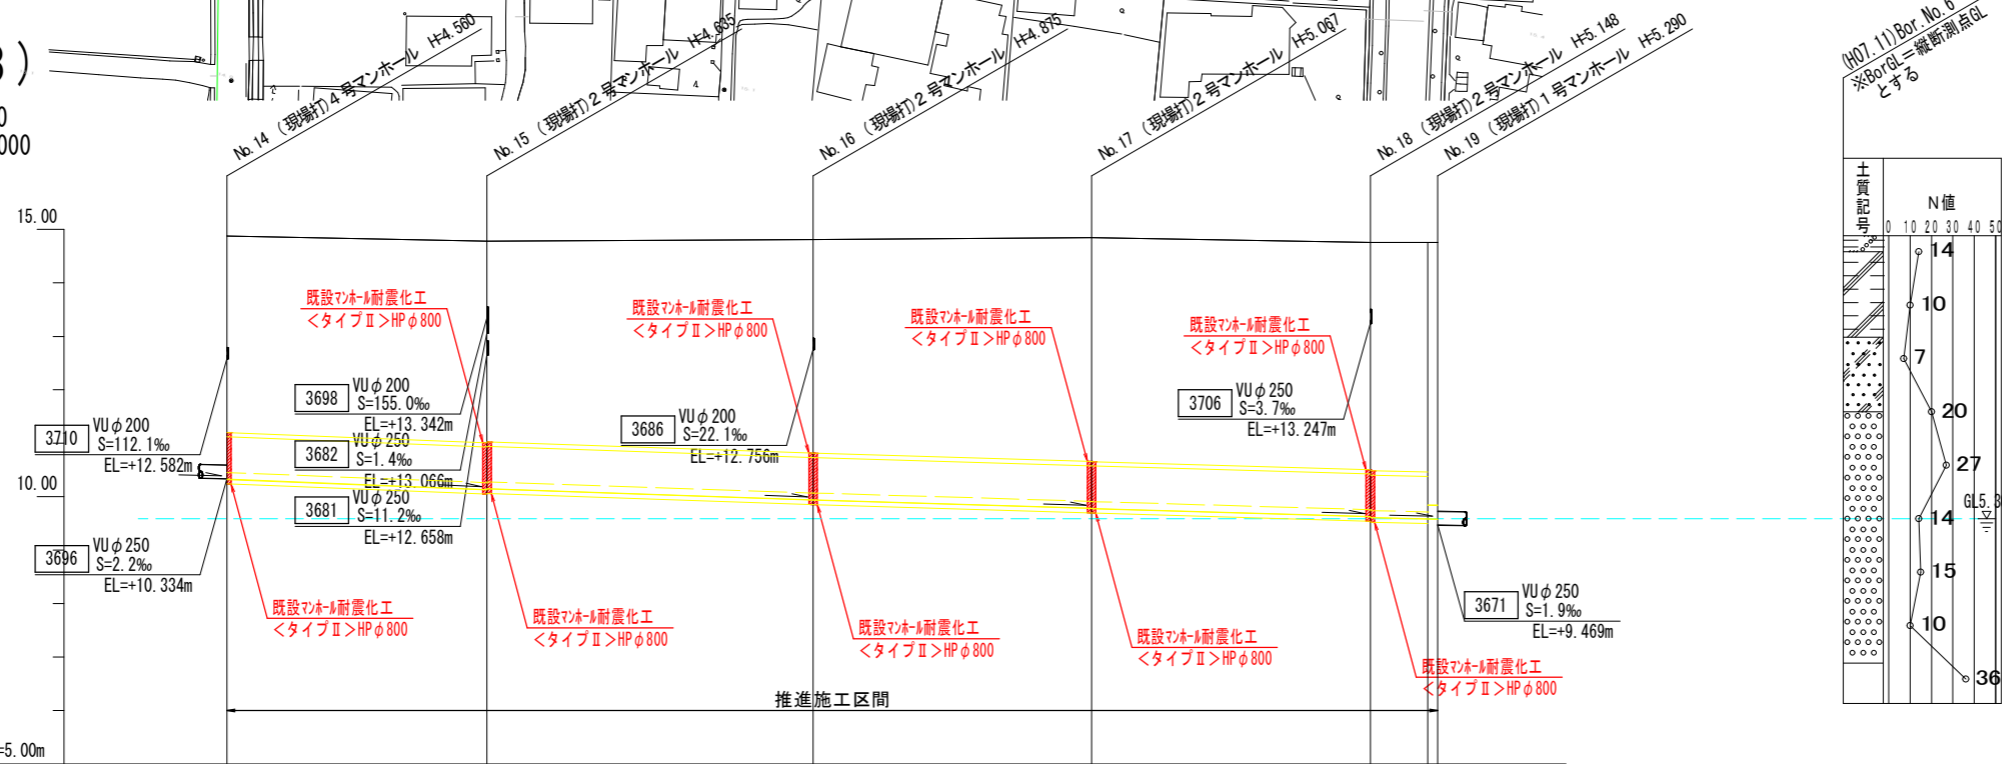 3)
0
000
No.14 (現場打)4号マンホール H=4.560
No.15 (現場打)2号マンホール H=4.635
No.16 (現場打)2号マンホール H=4.875
No.17 (現場打)2号マンホール H=5.067
No.18 (現場打)2号マンホール H=5.148
No.19 (現場打)1号マンホール H=5.290
(H07.11)Bor.No.6
※BorGL=縦断測点GL
とする
15.00
10.00
=5.00m
既設マンホール耐震化工
<タイプⅡ>HPφ800
既設マンホール耐震化工
<タイプⅡ>HPφ800
既設マンホール耐震化工
<タイプⅡ>HPφ800
既設マンホール耐震化工
<タイプⅡ>HPφ800
3710 VUφ200
S=112.1‰
EL=+12.582m
3696 VUφ250
S=2.2‰
EL=+10.334m
3698 VUφ200
S=155.0‰
EL=+13.342m
3682 VUφ250
S=1.4‰
EL=+13.066m
3681 VUφ250
S=11.2‰
EL=+12.658m
3686 VUφ200
S=22.1‰
EL=+12.756m
3706 VUφ250
S=3.7‰
EL=+13.247m
3671 VUφ250
S=1.9‰
EL=+9.469m
既設マンホール耐震化工
<タイプⅡ>HPφ800
既設マンホール耐震化工
<タイプⅡ>HPφ800
既設マンホール耐震化工
<タイプⅡ>HPφ800
既設マンホール耐震化工
<タイプⅡ>HPφ800
既設マンホール耐震化工
<タイプⅡ>HPφ800
推進施工区間
土質記号
N値
0 10 20 30 40 50
14
10
7
20
27
GL5.3
14
15
10
36